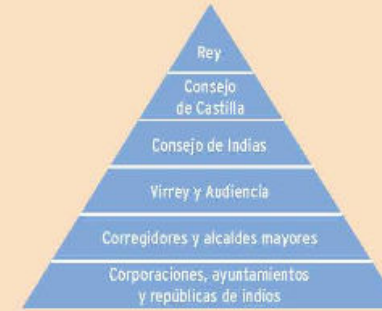 Rey
Consejo
de Castilla
Consejo de Indias
Virrey y Audiencia
Corregidores y alcaldes mayores
Corporaciones, ayuntamientos
y repúblicas de indios